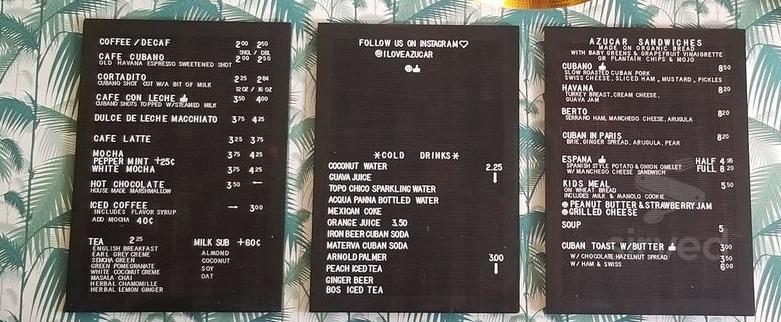 COFFEE/DECAF 2.00 2.50
SNGL / DBL
CAFE CUBANO 2.00 2.50
OLD HAVANA ESPRESSO SWEETENED SHOT
CORTADITO 2.25 2.84
CUBANO SHOT CUT W/A BIT OF MILK
12OZ / 16 OZ
CAFE CON LECHE 👍 3.50 4.00
CUBANO SHOTS TOPPED W/STEAMED MILK
DULCE DE LECHE MACCHIATO 3.75 4.25
CAFE LATTE 3.25 3.75
MOCHA 3.75 4.25
PEPPER MINT +25¢
WHITE MOCHA 3.75 4.25
HOT CHOCOLATE 3.50 —
HOUSE MADE MARSHMALLOW
ICED COFFEE — 3.00
INCLUDES FLAVOR SYRUP
ADD MOCHA 40¢
TEA 2.25
ENGLISH BREAKFAST
EARL GREY CREME
SENCHA GREEN
GREEN POMEGRANATE
WHITE COCONUT CREME
MASALA CHAI
HERBAL CHAMOMILLE
HERBAL LEMON GINGER
MILK SUB +60¢
ALMOND
COCONUT
SOY
OAT
FOLLOW US ON INSTAGRAM♡
@ILOVEAZUCAR
☻👍
*COLD DRINKS*
COCONUT WATER 2.25
GUAVA JUICE
TOPO CHICO SPARKLING WATER
ACQUA PANNA BOTTLED WATER
MEXICAN COKE
ORANGE JUICE 3.50
IRON BEER CUBAN SODA
MATERVA CUBAN SODA
ARNOLD PALMER 3.00
PEACH ICED TEA
GINGER BEER
BOS ICED TEA
AZUCAR SANDWICHES
MADE ON ORGANIC BREAD
WITH BABY GREENS & GRAPEFRUIT VINAIGRETTE
OR PLANTAIN CHIPS & MOJO
CUBANO 👍 8.50
SLOW ROASTED CUBAN PORK
SWISS CHEESE, SLICED HAM, MUSTARD, PICKLES
HAVANA 8.20
TURKEY BREAST, CREAM CHEESE,
GUAVA JAM
BERTO 8.20
SERRANO HAM, MANCHEGO CHEESE, ARUGULA
CUBAN IN PARIS 8.20
BRIE, GINGER SPREAD, ARUGULA, PEAR
ESPANA 👍 HALF 4.95
SPANISH STYLE POTATO & ONION OMELET FULL 8.20
W/ MANCHEGO CHEESE SANDWICH
KIDS MEAL 5.50
ON WHEAT BREAD
INCLUDES MILK & MANOLO COOKIE
☻PEANUT BUTTER & STRAWBERRY JAM
☻GRILLED CHEESE
SOUP 5
CUBAN TOAST W/BUTTER 👍 3.00
W/ CHOCOLATE HAZELNUT SPREAD 3.50
W/ HAM & SWISS 6.00